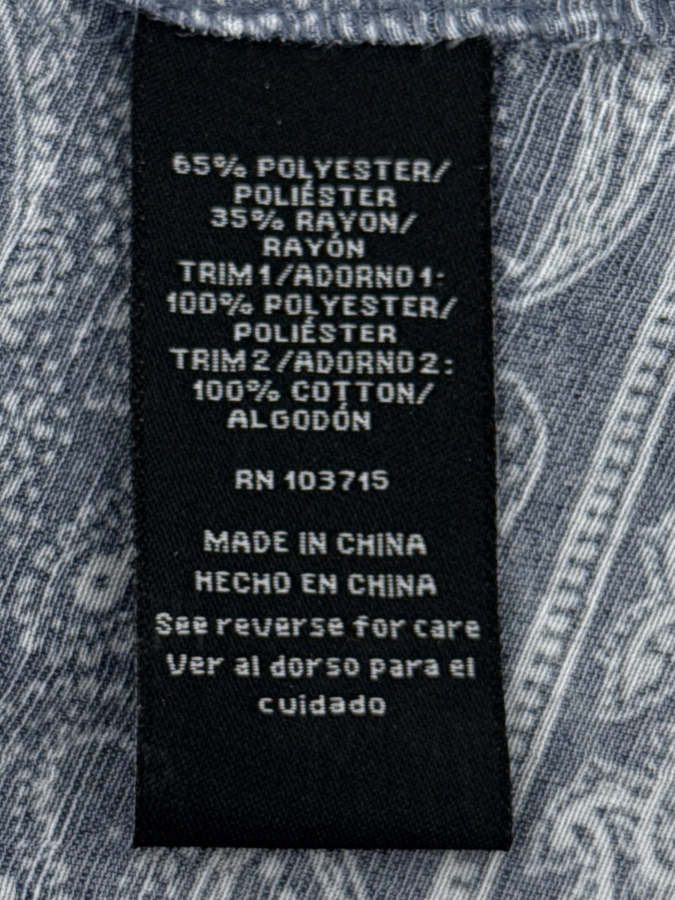 65% POLYESTER/
POLIÉSTER
35% RAYON/
RAYÓN
TRIM 1/ADORNO 1:
100% POLYESTER/
POLIÉSTER
TRIM 2/ADORNO 2:
100% COTTON/
ALGODÓN
RN 103715
MADE IN CHINA
HECHO EN CHINA
See reverse for care
Ver al dorso para el
cuidado